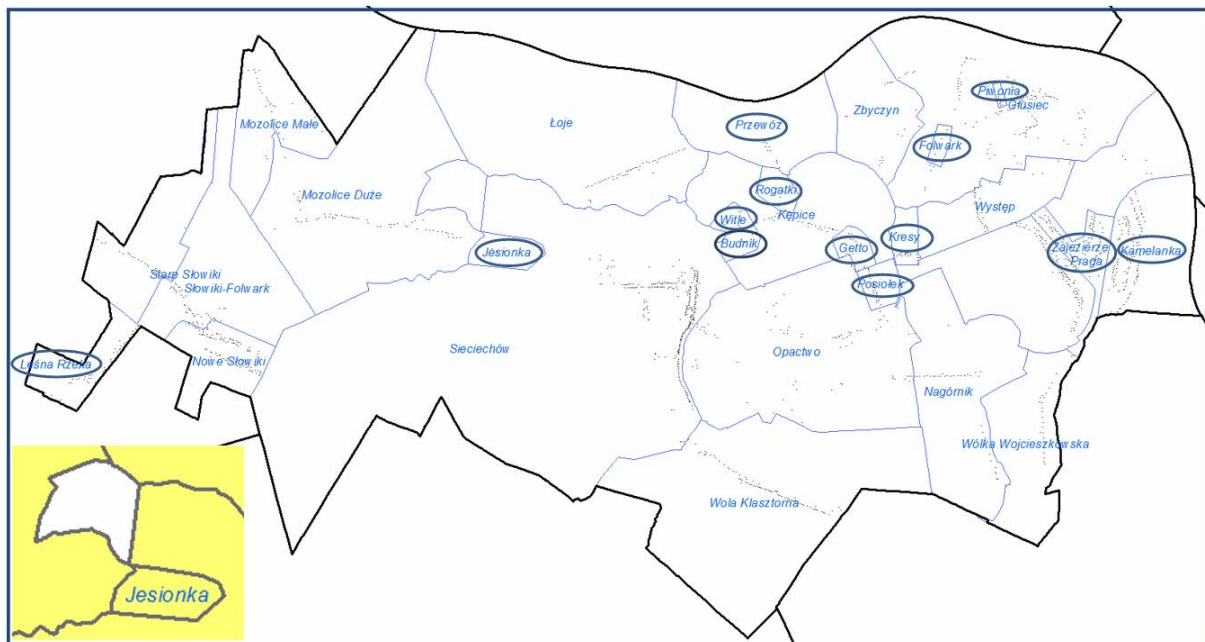 Piwonia
Głusiec
Zbyczyn
Mozolice Małe
Łoje
Przewóz
Folwark
Rogatki
Mozolice Duże
Występ
Kępice
Witle
Kresy
Budnik
Getto
Zajezierze
Praga
Kamelanka
Jesionka
Stare Słowiki
Słowiki-Folwark
Posiołek
Sieciechów
Opactwo
Leśna Rzeka
Nowe Słowiki
Nagórnik
Wólka Wojcieszkowska
Wola Klasztorna
Jesionka